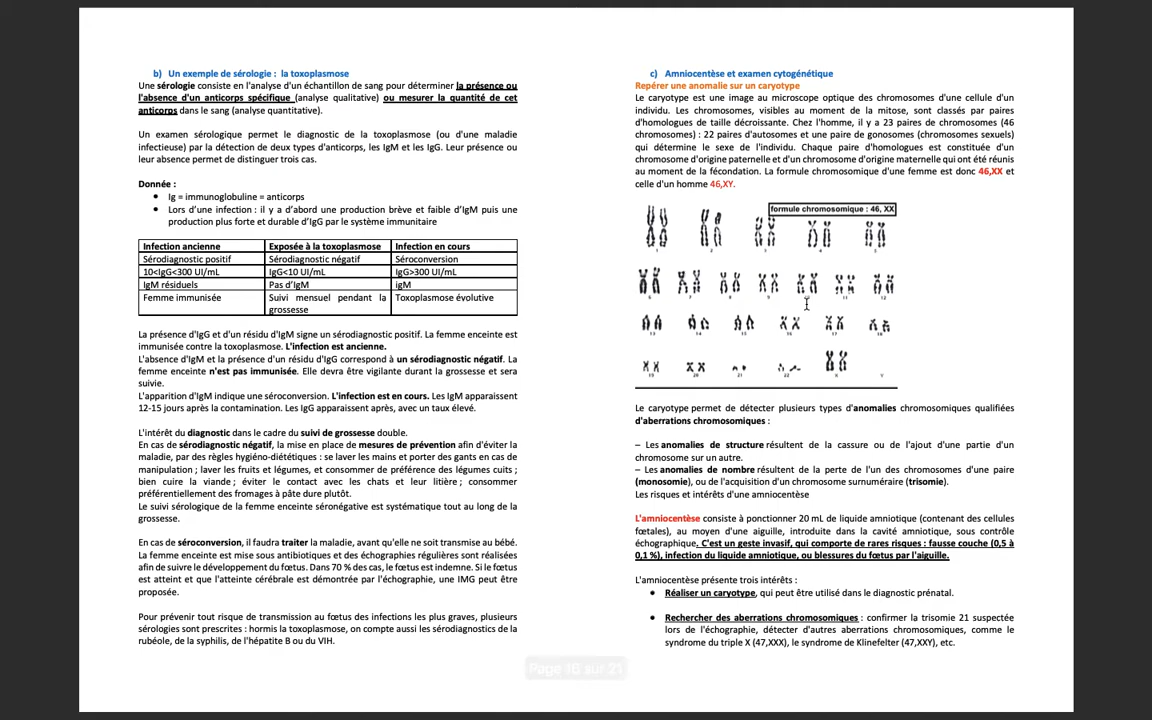 b) Un exemple de sérologie : la toxoplasmose
Une sérologie consiste en l'analyse d'un échantillon de sang pour déterminer la présence ou
l'absence d'un anticorps spécifique (analyse qualitative) ou mesurer la quantité de cet
anticorps dans le sang (analyse quantitative).
Un examen sérologique permet le diagnostic de la toxoplasmose (ou d'une maladie
infectieuse) par la détection de deux types d'anticorps, les IgM et les IgG. Leur présence ou
leur absence permet de distinguer trois cas.
Donnée :
• Ig = immunoglobuline = anticorps
• Lors d'une infection : il y a d'abord une production brève et faible d'IgM puis une
production plus forte et durable d'IgG par le système immunitaire
Infection ancienne | Exposée à la toxoplasmose | Infection en cours
Sérodiagnostic positif | Sérodiagnostic négatif | Séroconversion
10<IgG<300 UI/mL | IgG<10 UI/mL | IgG>300 UI/mL
IgM résiduels | Pas d'IgM | igM
Femme immunisée | Suivi mensuel pendant la | Toxoplasmose évolutive
grossesse
La présence d'IgG et d'un résidu d'IgM signe un sérodiagnostic positif. La femme enceinte est
immunisée contre la toxoplasmose. L'infection est ancienne.
L'absence d'IgM et la présence d'un résidu d'IgG correspond à un sérodiagnostic négatif. La
femme enceinte n'est pas immunisée. Elle devra être vigilante durant la grossesse et sera
suivie.
L'apparition d'IgM indique une séroconversion. L'infection est en cours. Les IgM apparaissent
12-15 jours après la contamination. Les IgG apparaissent après, avec un taux élevé.
L'intérêt du diagnostic dans le cadre du suivi de grossesse double.
En cas de sérodiagnostic négatif, la mise en place de mesures de prévention afin d'éviter la
maladie, par des règles hygiéno-diététiques : se laver les mains et porter des gants en cas de
manipulation ; laver les fruits et légumes, et consommer de préférence des légumes cuits ;
bien cuire la viande ; éviter le contact avec les chats et leur litière ; consommer
préférentiellement des fromages à pâte dure plutôt.
Le suivi sérologique de la femme enceinte séronégative est systématique tout au long de la
grossesse.
En cas de séroconversion, il faudra traiter la maladie, avant qu'elle ne soit transmise au bébé.
La femme enceinte est mise sous antibiotiques et des échographies régulières sont réalisées
afin de suivre le développement du fœtus. Dans 70 % des cas, le fœtus est indemne. Si le fœtus
est atteint et que l'atteinte cérébrale est démontrée par l'échographie, une IMG peut être
proposée.
Pour prévenir tout risque de transmission au fœtus des infections les plus graves, plusieurs
sérologies sont prescrites : hormis la toxoplasmose, on compte aussi les sérodiagnostics de la
rubéole, de la syphilis, de l'hépatite B ou du VIH.
c) Amniocentèse et examen cytogénétique
Repérer une anomalie sur un caryotype
Le caryotype est une image au microscope optique des chromosomes d'une cellule d'un
individu. Les chromosomes, visibles au moment de la mitose, sont classés par paires
d'homologues de taille décroissante. Chez l'homme, il y a 23 paires de chromosomes (46
chromosomes) : 22 paires d'autosomes et une paire de gonosomes (chromosomes sexuels)
qui détermine le sexe de l'individu. Chaque paire d'homologues est constituée d'un
chromosome d'origine paternelle et d'un chromosome d'origine maternelle qui ont été réunis
au moment de la fécondation. La formule chromosomique d'une femme est donc 46,XX et
celle d'un homme 46,XY.
formule chromosomique : 46, XX
Le caryotype permet de détecter plusieurs types d'anomalies chromosomiques qualifiées
d'aberrations chromosomiques :
– Les anomalies de structure résultent de la cassure ou de l'ajout d'une partie d'un
chromosome sur un autre.
– Les anomalies de nombre résultent de la perte de l'un des chromosomes d'une paire
(monosomie), ou de l'acquisition d'un chromosome surnuméraire (trisomie).
Les risques et intérêts d'une amniocentèse
L'amniocentèse consiste à ponctionner 20 mL de liquide amniotique (contenant des cellules
fœtales), au moyen d'une aiguille, introduite dans la cavité amniotique, sous contrôle
échographique. C'est un geste invasif, qui comporte de rares risques : fausse couche (0,5 à
0,1 %), infection du liquide amniotique, ou blessures du fœtus par l'aiguille.
L'amniocentèse présente trois intérêts :
• Réaliser un caryotype, qui peut être utilisé dans le diagnostic prénatal.
• Rechercher des aberrations chromosomiques : confirmer la trisomie 21 suspectée
lors de l'échographie, détecter d'autres aberrations chromosomiques, comme le
syndrome du triple X (47,XXX), le syndrome de Klinefelter (47,XXY), etc.
Page 16 sur 21